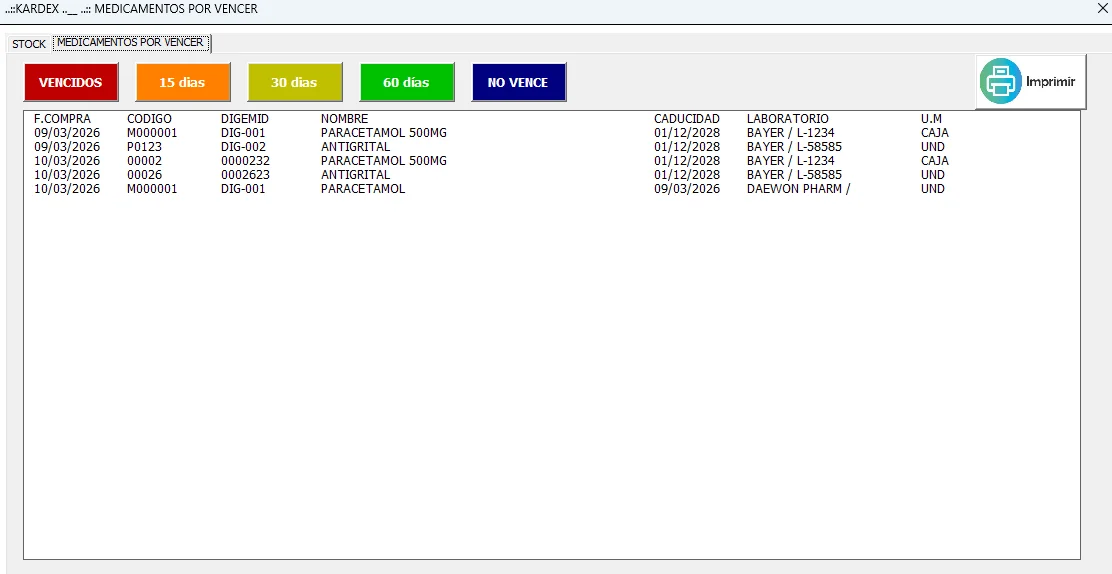 ..::KARDEX ..__ ..:: MEDICAMENTOS POR VENCER
STOCK MEDICAMENTOS POR VENCER
VENCIDOS 15 dias 30 dias 60 días NO VENCE Imprimir
F.COMPRA CODIGO DIGEMID NOMBRE CADUCIDAD LABORATORIO U.M
09/03/2026 M000001 DIG-001 PARACETAMOL 500MG 01/12/2028 BAYER / L-1234 CAJA
09/03/2026 P0123 DIG-002 ANTIGRITAL 01/12/2028 BAYER / L-58585 UND
10/03/2026 00002 0000232 PARACETAMOL 500MG 01/12/2028 BAYER / L-1234 CAJA
10/03/2026 00026 0002623 ANTIGRITAL 01/12/2028 BAYER / L-58585 UND
10/03/2026 M000001 DIG-001 PARACETAMOL 09/03/2026 DAEWON PHARM / UND